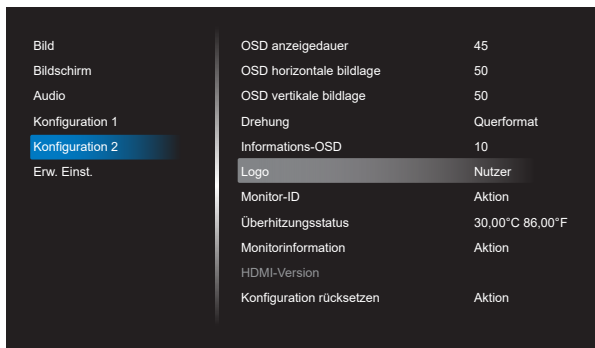 Bild
Bildschirm
Audio
Konfiguration 1
Konfiguration 2
Erw. Einst.
OSD anzeigedauer 45
OSD horizontale bildlage 50
OSD vertikale bildlage 50
Drehung Querformat
Informations-OSD 10
Logo Nutzer
Monitor-ID Aktion
Überhitzungsstatus 30,00°C 86,00°F
Monitorinformation Aktion
HDMI-Version
Konfiguration rücksetzen Aktion